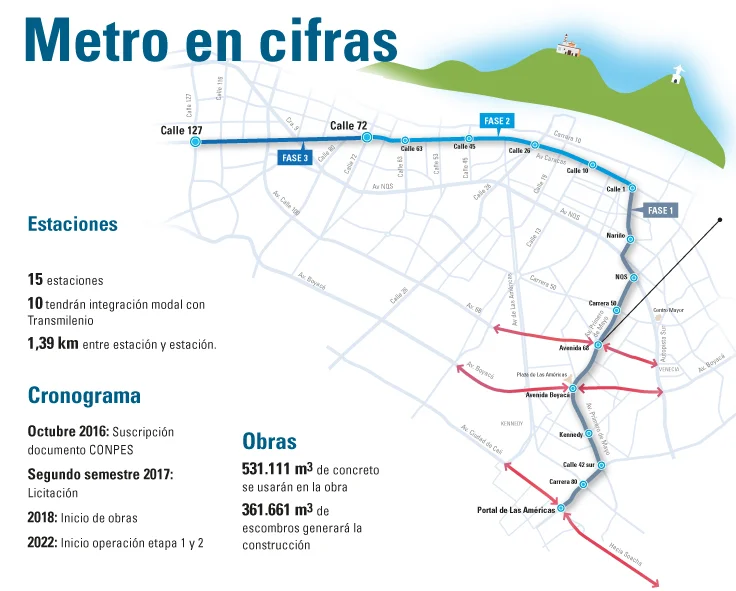 Metro en cifras
Calle 127
Calle 116
Cra. 9
Calle 127
Calle 72
FASE 3
FASE 2
Calle 80
Calle 72
Calle 63
Calle 63
Calle 53
Calle 45
Calle 45
Calle 26
Carrera 10
Av Caracas
Calle 26
Calle 10
Calle 19
Calle 1
FASE 1
Av NQS
Av. Calle 100
Av NQS
Nariño
Calle 13
NQS
Av. Boyacá
Calle 26
Carrera 50
Carrera 50
Centro Mayor
Av. 68
Av de Las Américas
Av. Primero de Mayo
Autopista Sur
Avenida 68
Av. Boyacá
VENECIA
Av. Boyacá
Plaza de Las Américas
Avenida Boyaca
KENNEDY
Av. Primero de Mayo
Kennedy
Av. Ciudad de Cali
Calle 42 sur
Carrera 80
Portal de Las Américas
Hacia Soacha
Estaciones
15 estaciones
10 tendrán integración modal con
Transmilenio
1,39 km entre estación y estación.
Cronograma
Octubre 2016: Suscripción
documento CONPES
Segundo semestre 2017:
Licitación
2018: Inicio de obras
2022: Inicio operación etapa 1 y 2
Obras
531.111 m3 de concreto
se usarán en la obra
361.661 m3 de
escombros generará la
construcción